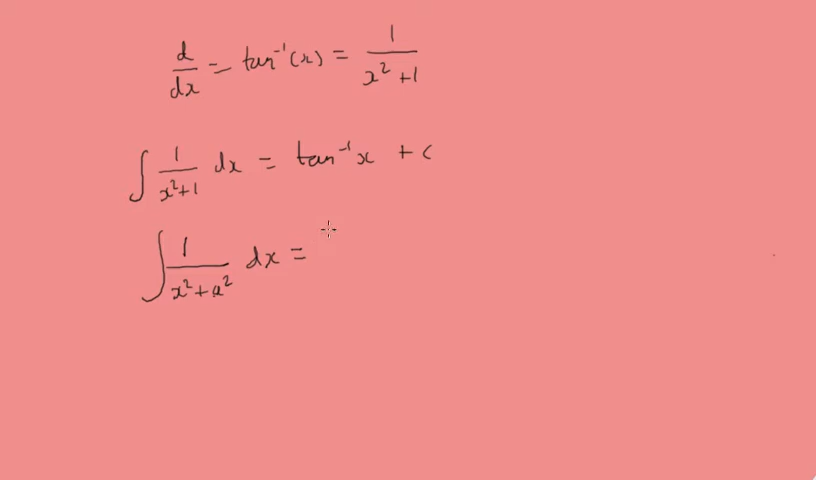 d/dx = tan⁻¹(x) = 1/(x² + 1)
∫ 1/(x²+1) dx = tan⁻¹x + c
∫ 1/(x² + a²) dx =